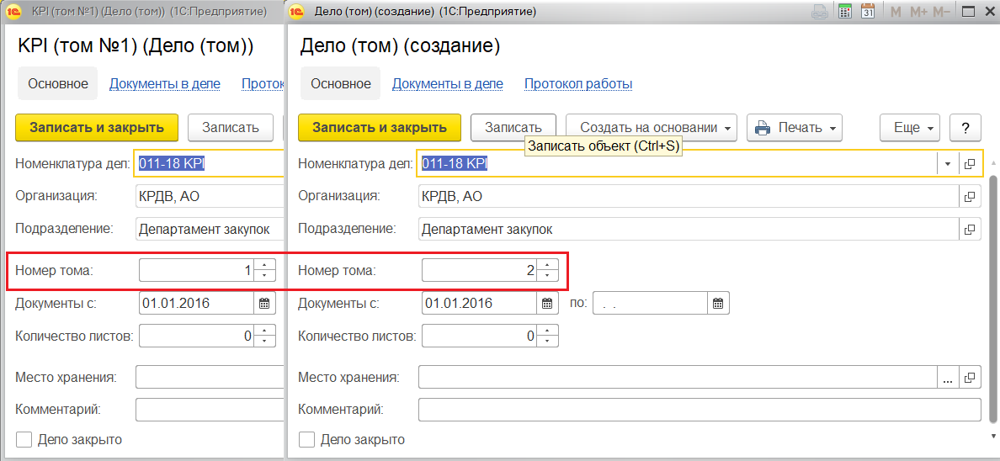 1С KPI (том №1) (Дело (том)) (1С:Предприятие)
KPI (том №1) (Дело (том))
Основное Документы в деле Проток
Записать и закрыть Записать
Номенклатура дел: 011-18 KPI
Организация: КРДВ, АО
Подразделение: Департамент закупок
Номер тома: 1
Документы с: 01.01.2016
Количество листов: 0
Место хранения:
Комментарий:
Дело закрыто
1С Дело (том) (создание) (1С:Предприятие) 31 M M+ M−
Дело (том) (создание)
Основное Документы в деле Протокол работы
Записать и закрыть Записать Создать на основании Печать Еще ?
Записать объект (Ctrl+S)
Номенклатура дел: 011-18 KPI
Организация: КРДВ, АО
Подразделение: Департамент закупок
Номер тома: 2
Документы с: 01.01.2016 по: . .
Количество листов: 0
Место хранения: ...
Комментарий:
Дело закрыто